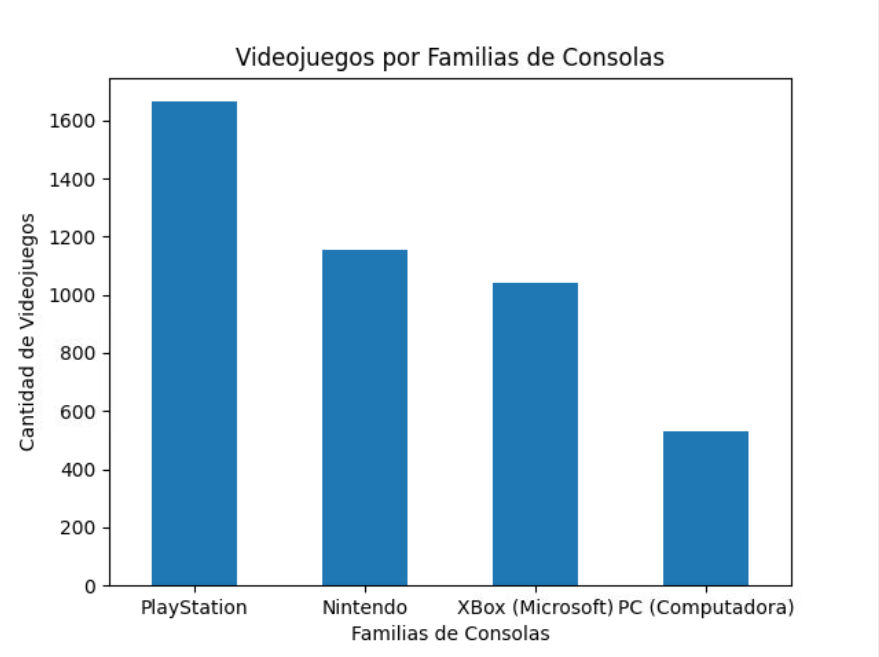 Videojuegos por Familias de Consolas
Cantidad de Videojuegos
1600
1400
1200
1000
800
600
400
200
0
PlayStation Nintendo XBox (Microsoft) PC (Computadora)
Familias de Consolas